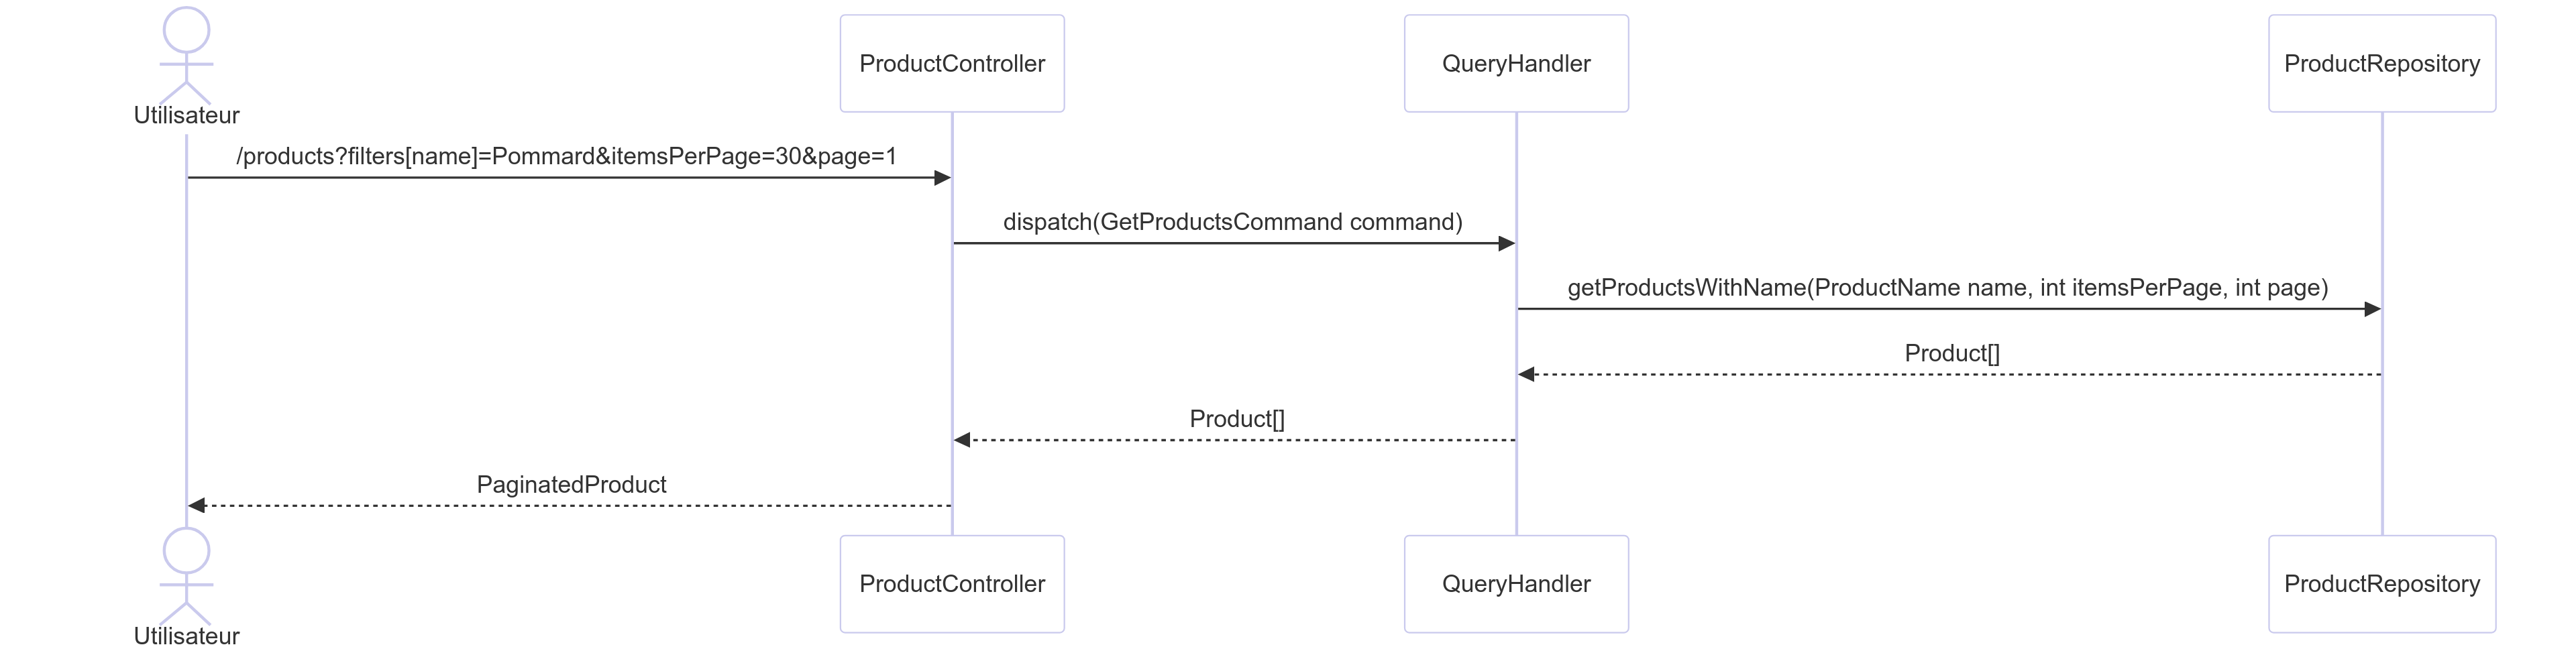 Utilisateur
ProductController
QueryHandler
ProductRepository
/products?filters[name]=Pommard&itemsPerPage=30&page=1
dispatch(GetProductsCommand command)
getProductsWithName(ProductName name, int itemsPerPage, int page)
Product[]
Product[]
PaginatedProduct
Utilisateur
ProductController
QueryHandler
ProductRepository